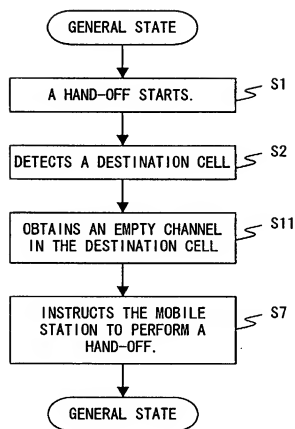 GENERAL STATE
A HAND-OFF STARTS.
S1
DETECTS A DESTINATION CELL
S2
OBTAINS AN EMPTY CHANNEL
IN THE DESTINATION CELL
S11
INSTRUCTS THE MOBILE
STATION TO PERFORM A
HAND-OFF.
S7
GENERAL STATE